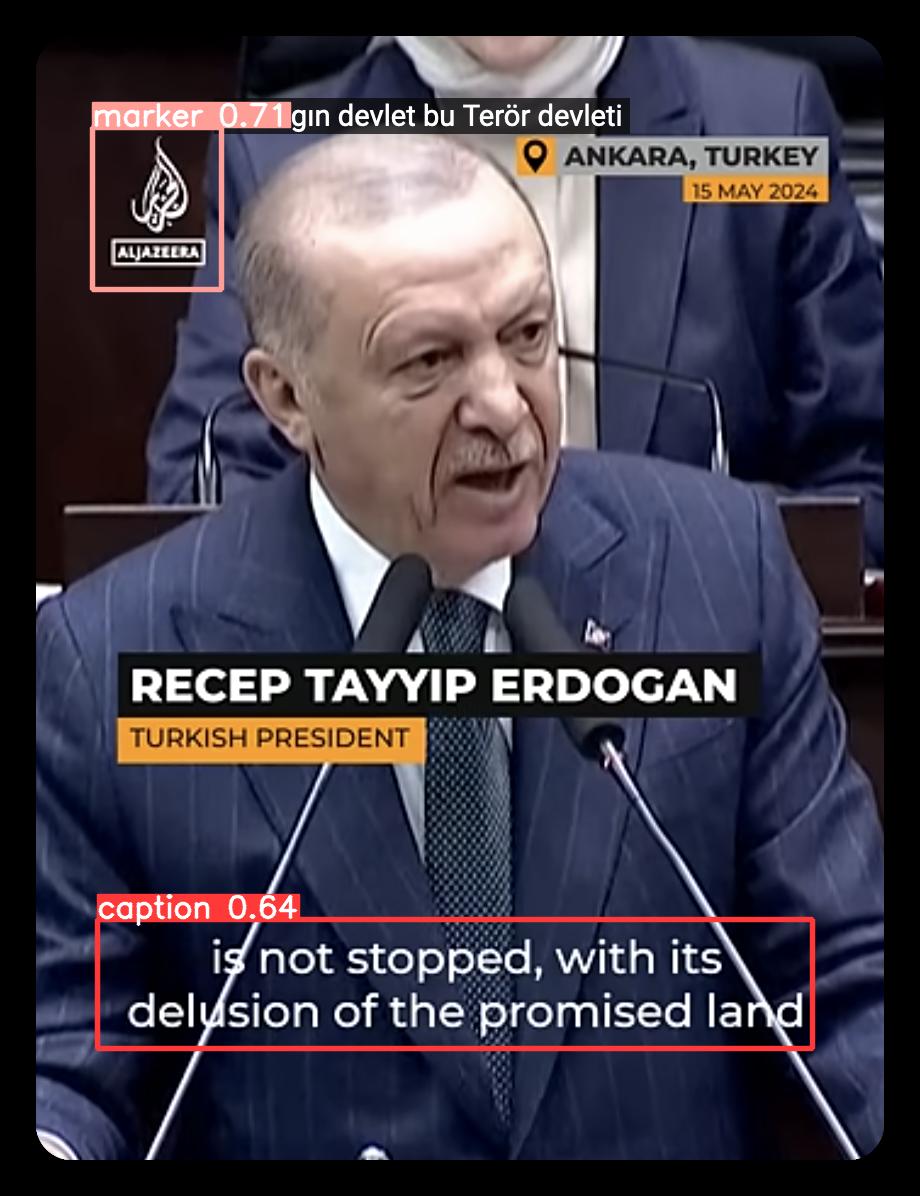 marker 0.71
gın devlet bu Terör devleti
ALJAZEERA
ANKARA, TURKEY
15 MAY 2024
RECEP TAYYIP ERDOGAN
TURKISH PRESIDENT
caption 0.64
is not stopped, with its
delusion of the promised land